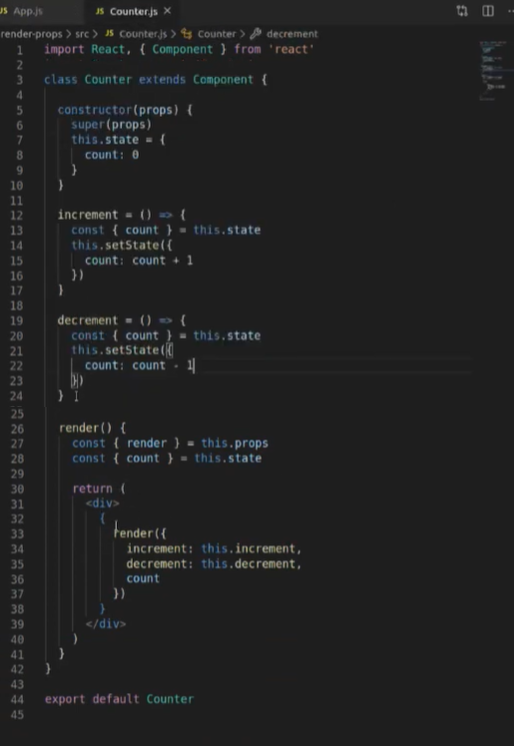 JS App.js JS Counter.js ×
render-props > src > JS Counter.js > Counter > decrement
1 import React, { Component } from 'react'
2
3 class Counter extends Component {
4
5 constructor(props) {
6 super(props)
7 this.state = {
8 count: 0
9 }
10 }
11
12 increment = () => {
13 const { count } = this.state
14 this.setState({
15 count: count + 1
16 })
17 }
18
19 decrement = () => {
20 const { count } = this.state
21 this.setState({
22 count: count - 1
23 })
24 }
25
26 render() {
27 const { render } = this.props
28 const { count } = this.state
29
30 return (
31 <div>
32 {
33 render({
34 increment: this.increment,
35 decrement: this.decrement,
36 count
37 })
38 }
39 </div>
40 )
41 }
42 }
43
44 export default Counter
45